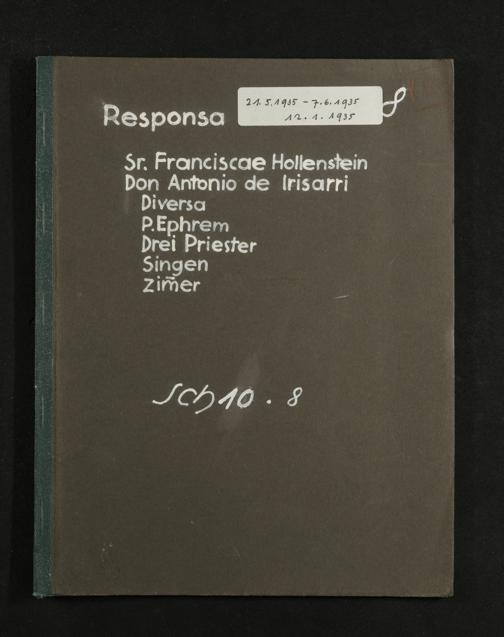 Responsa 8
21.5.1935 - 7.6.1935
12.1.1935
Sr. Franciscae Hollenstein
Don Antonio de Irisarri
Diversa
P. Ephrem
Drei Priester
Singen
Zim̄er
Sch 10 . 8